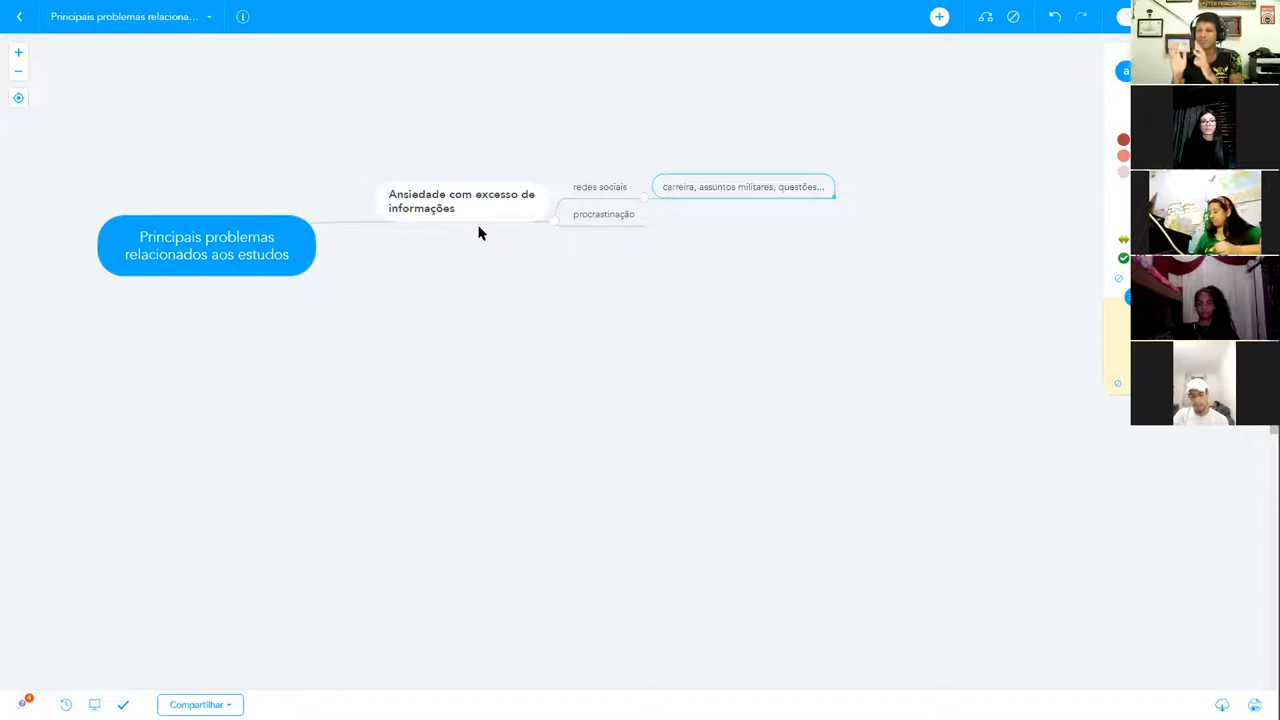 Principais problemas relaciona...
Ansiedade com excesso de
informações
redes sociais
carreira, assuntos militares, questões...
procrastinação
Principais problemas
relacionados aos estudos
a
4
Compartilhar